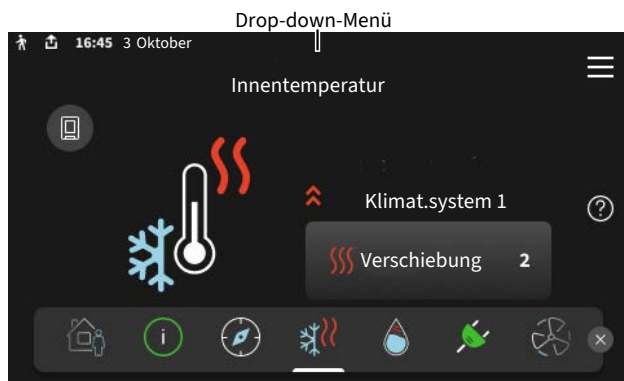 Drop-down-Menü
16:45 3 Oktober
Innentemperatur
Klimat.system 1
Verschiebung 2
i
?